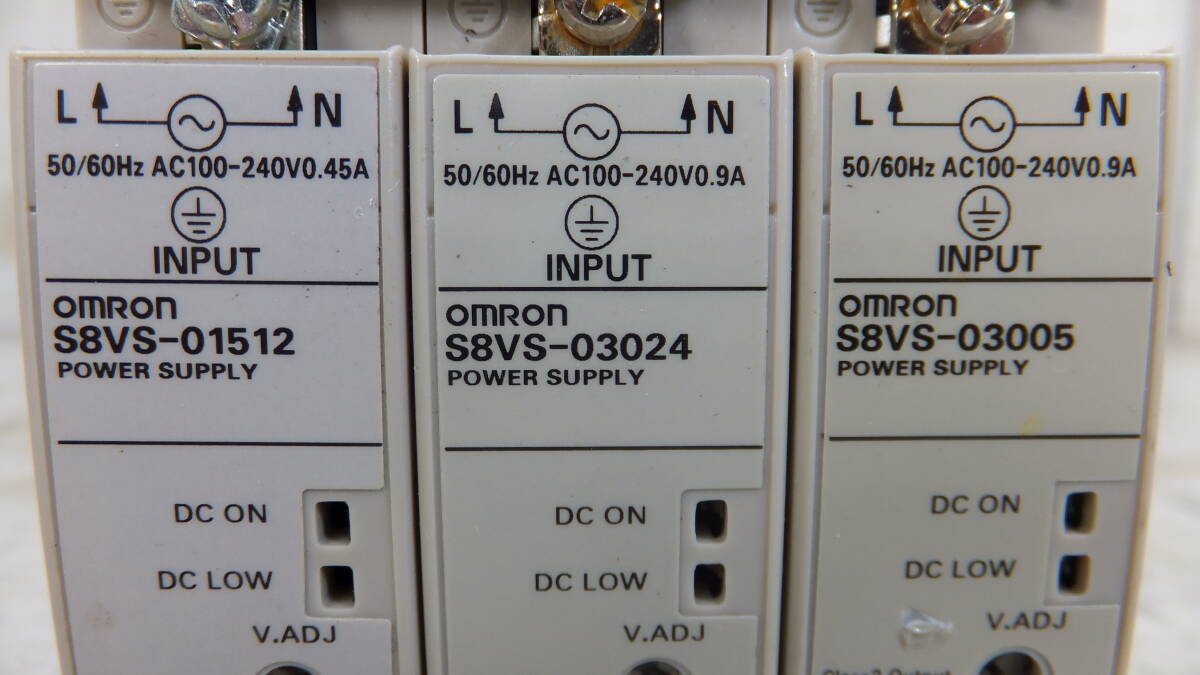 L N
50/60Hz AC100-240V0.45A
INPUT
OMRON
S8VS-01512
POWER SUPPLY
DC ON
DC LOW
V.ADJ
L N
50/60Hz AC100-240V0.9A
INPUT
OMRON
S8VS-03024
POWER SUPPLY
DC ON
DC LOW
V.ADJ
L N
50/60Hz AC100-240V0.9A
INPUT
OMRON
S8VS-03005
POWER SUPPLY
DC ON
DC LOW
V.ADJ
Class2 Output